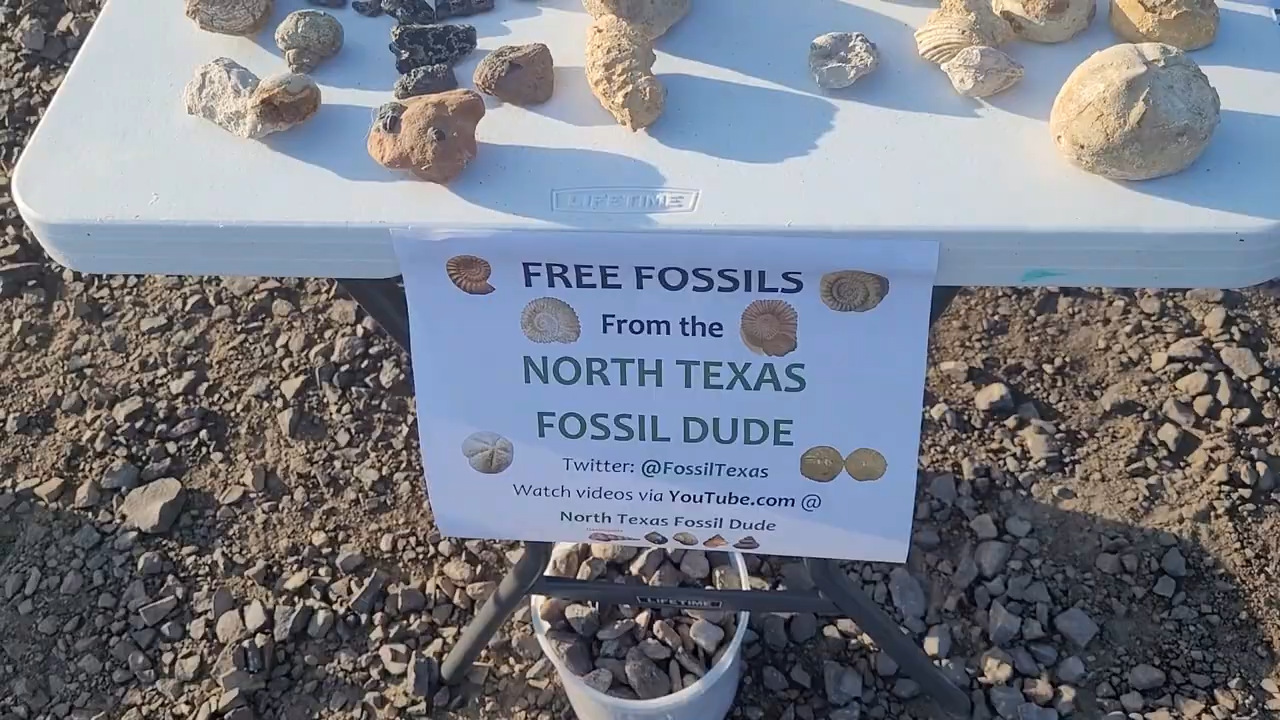 LIFETIME
FREE FOSSILS
From the
NORTH TEXAS
FOSSIL DUDE
Twitter: @FossilTexas
Watch videos via YouTube.com @
North Texas Fossil Dude
LIFETIME